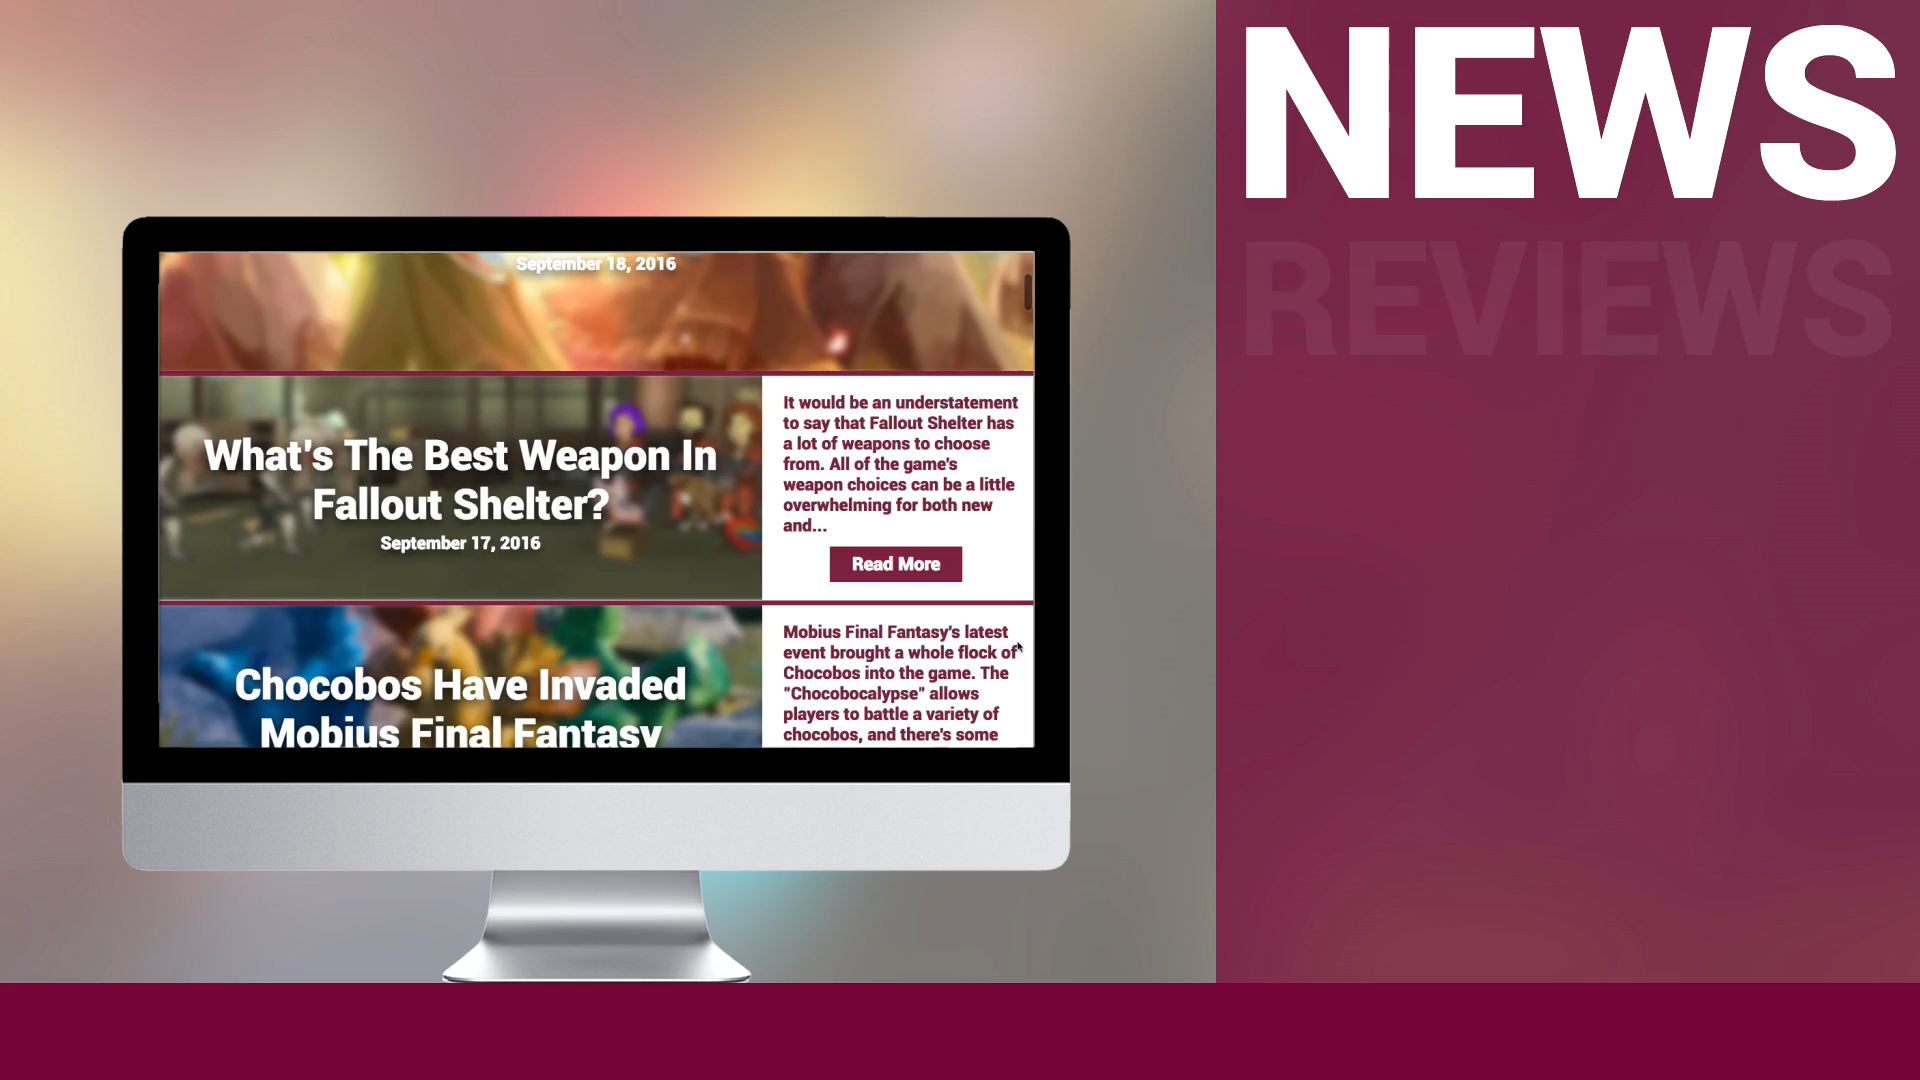 NEWS
REVIEWS
September 18, 2016
What's The Best Weapon In
Fallout Shelter?
September 17, 2016
It would be an understatement
to say that Fallout Shelter has
a lot of weapons to choose
from. All of the game's
weapon choices can be a little
overwhelming for both new
and...
Read More
Chocobos Have Invaded
Mobius Final Fantasy
Mobius Final Fantasy's latest
event brought a whole flock of
Chocobos into the game. The
"Chocobocalypse" allows
players to battle a variety of
chocobos, and there's some